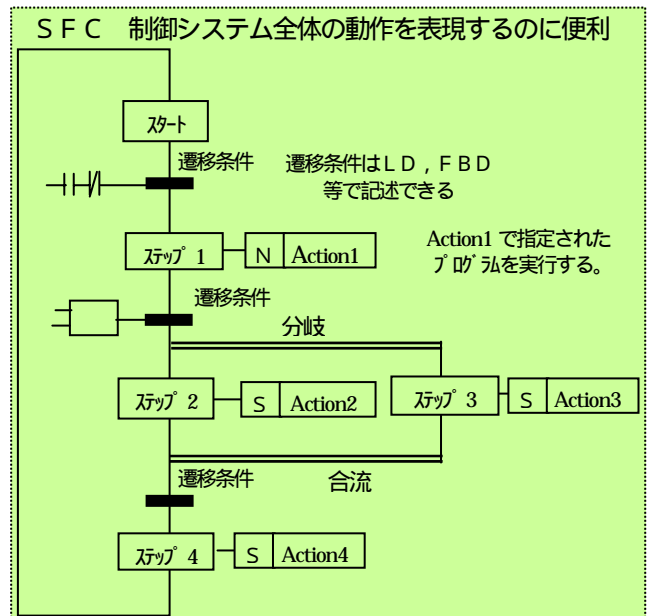 ＳＦＣ　制御システム全体の動作を表現するのに便利
ｽﾀｰﾄ
遷移条件
遷移条件はＬＤ，ＦＢＤ
等で記述できる
ｽﾃｯﾌﾟ 1
N
Action1
Action1 で指定された
ﾌﾟﾛｸﾞﾗﾑを実行する。
遷移条件
分岐
ｽﾃｯﾌﾟ 2
S
Action2
ｽﾃｯﾌﾟ 3
S
Action3
遷移条件
合流
ｽﾃｯﾌﾟ 4
S
Action4